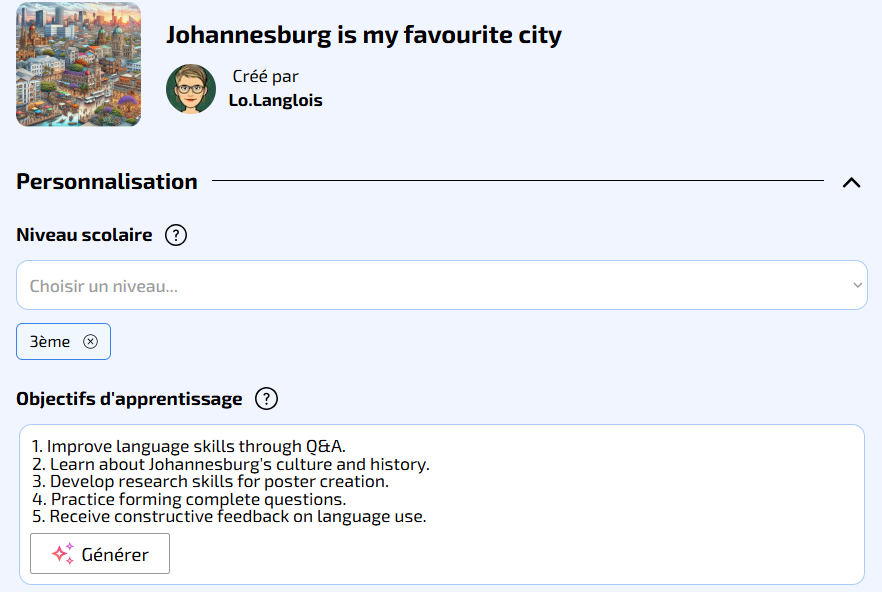 Johannesburg is my favourite city
Créé par
Lo.Langlois
Personnalisation
Niveau scolaire ?
Choisir un niveau...
3ème
Objectifs d'apprentissage ?
1. Improve language skills through Q&A.
2. Learn about Johannesburg's culture and history.
3. Develop research skills for poster creation.
4. Practice forming complete questions.
5. Receive constructive feedback on language use.
Générer